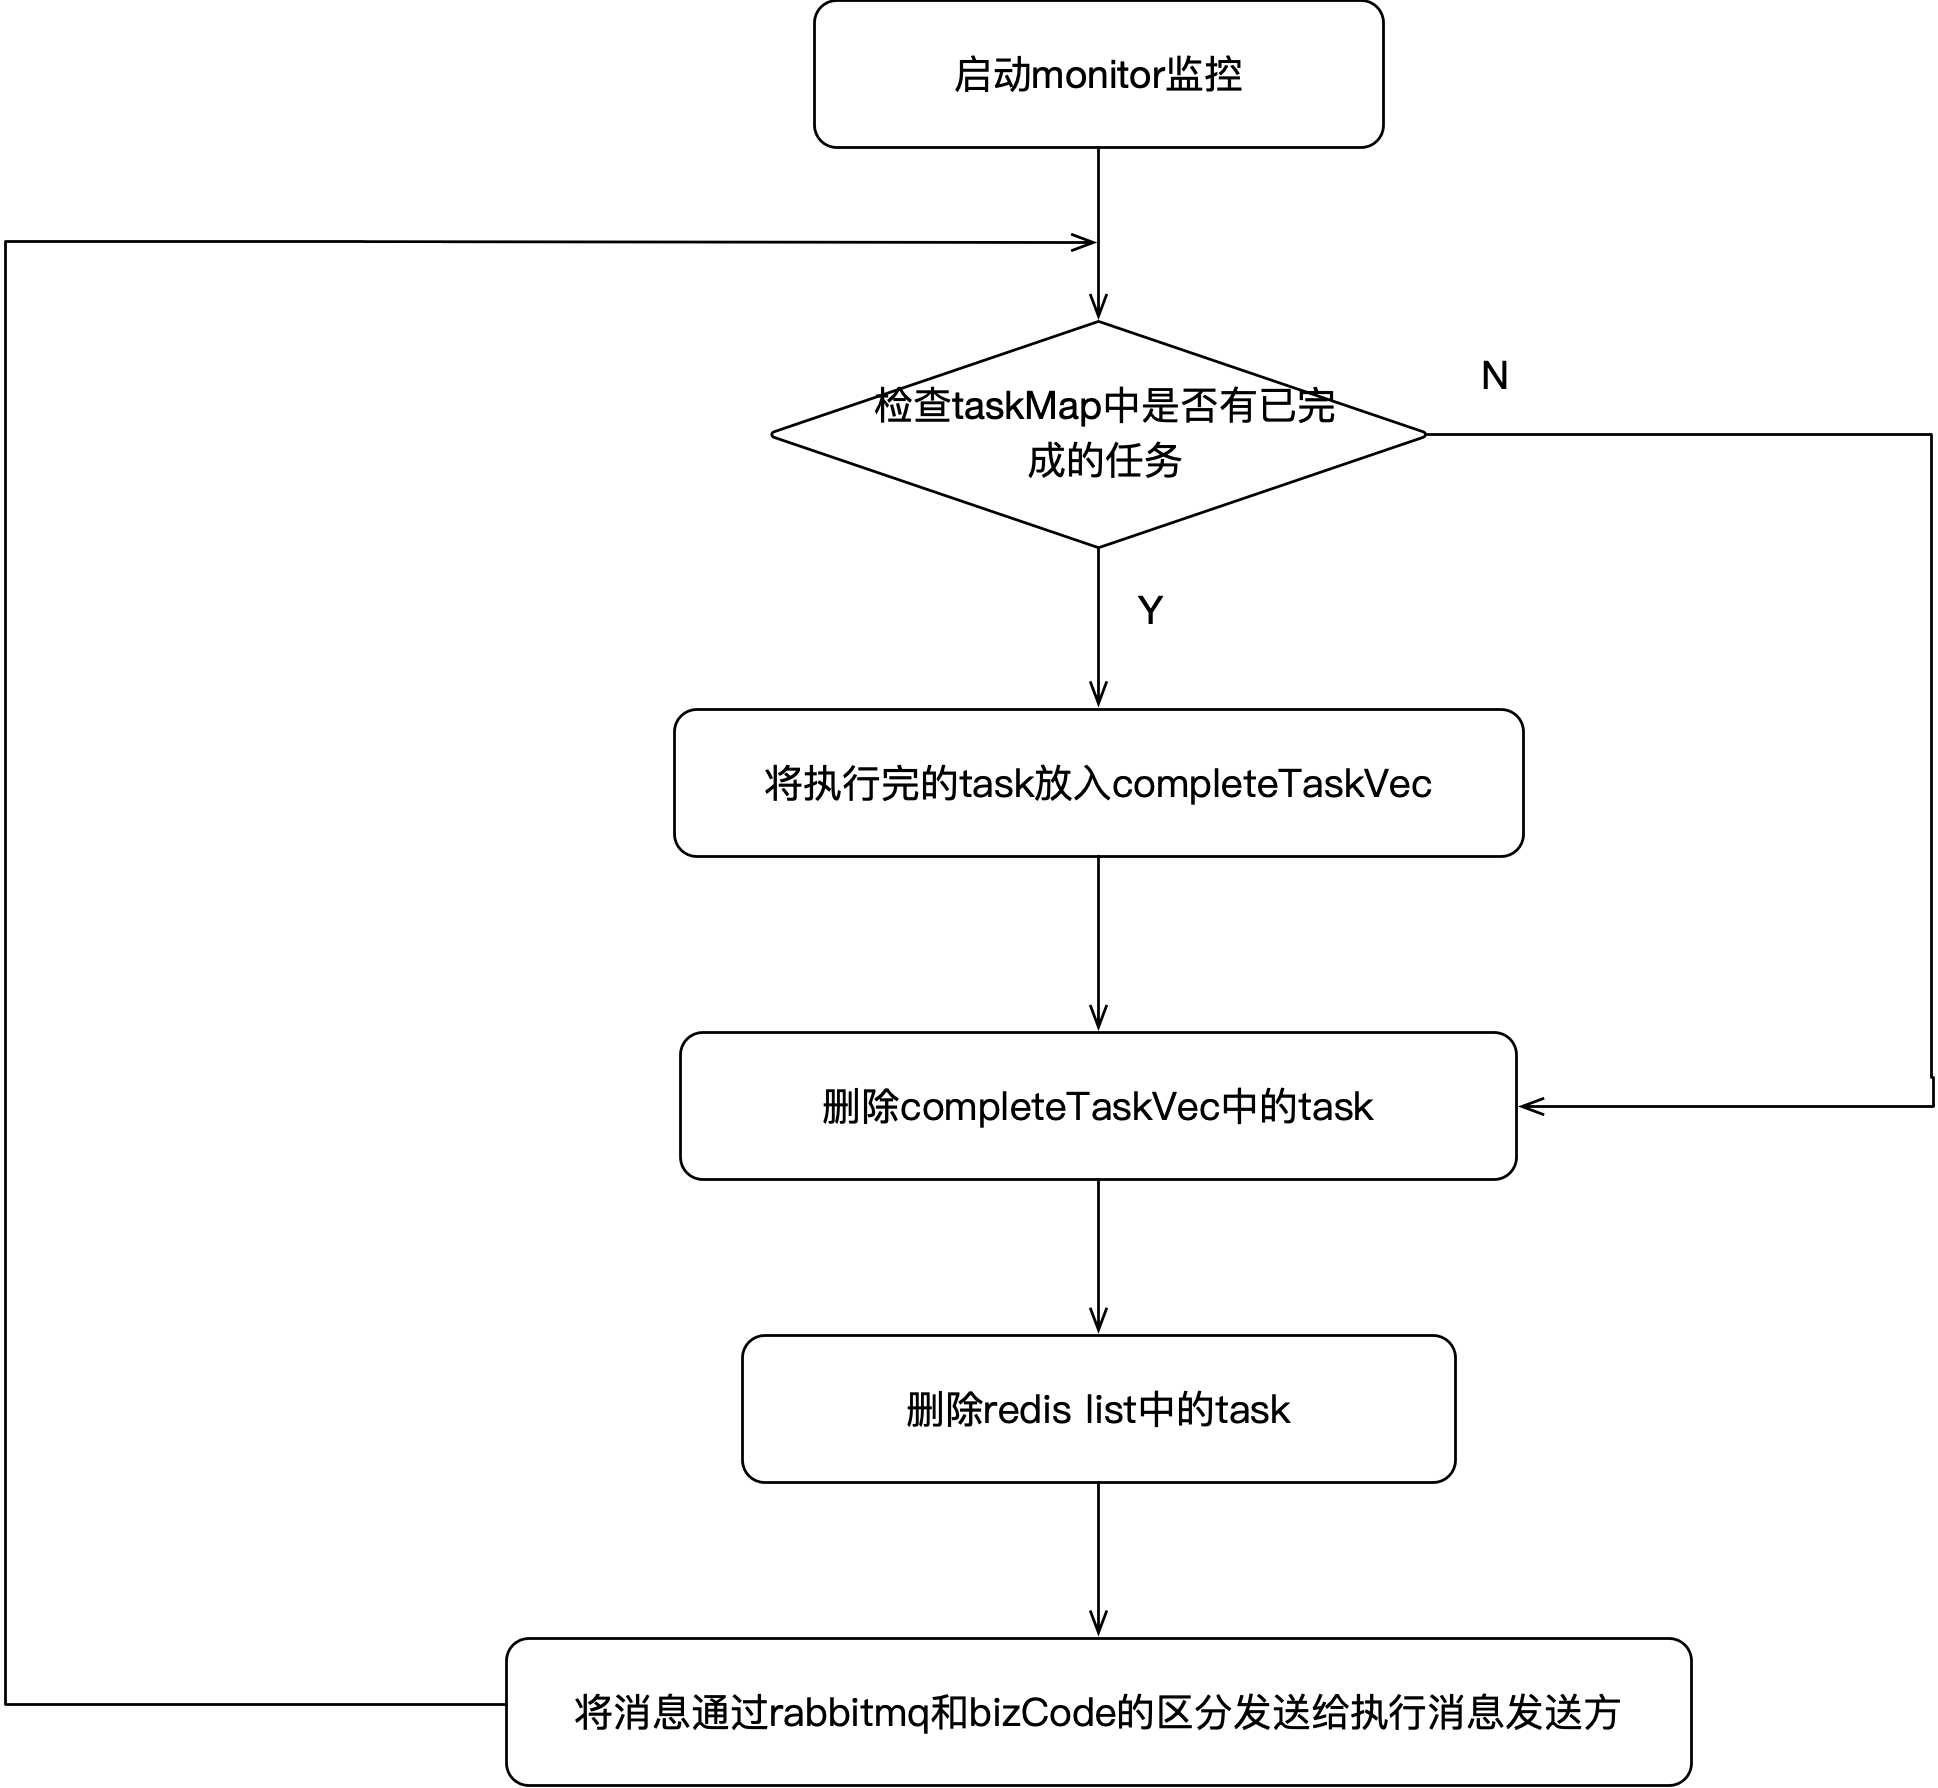 启动monitor监控
检查taskMap中是否有已完
成的任务
N
Y
将执行完的task放入completeTaskVec
删除completeTaskVec中的task
删除redis list中的task
将消息通过rabbitmq和bizCode的区分发送给执行消息发送方